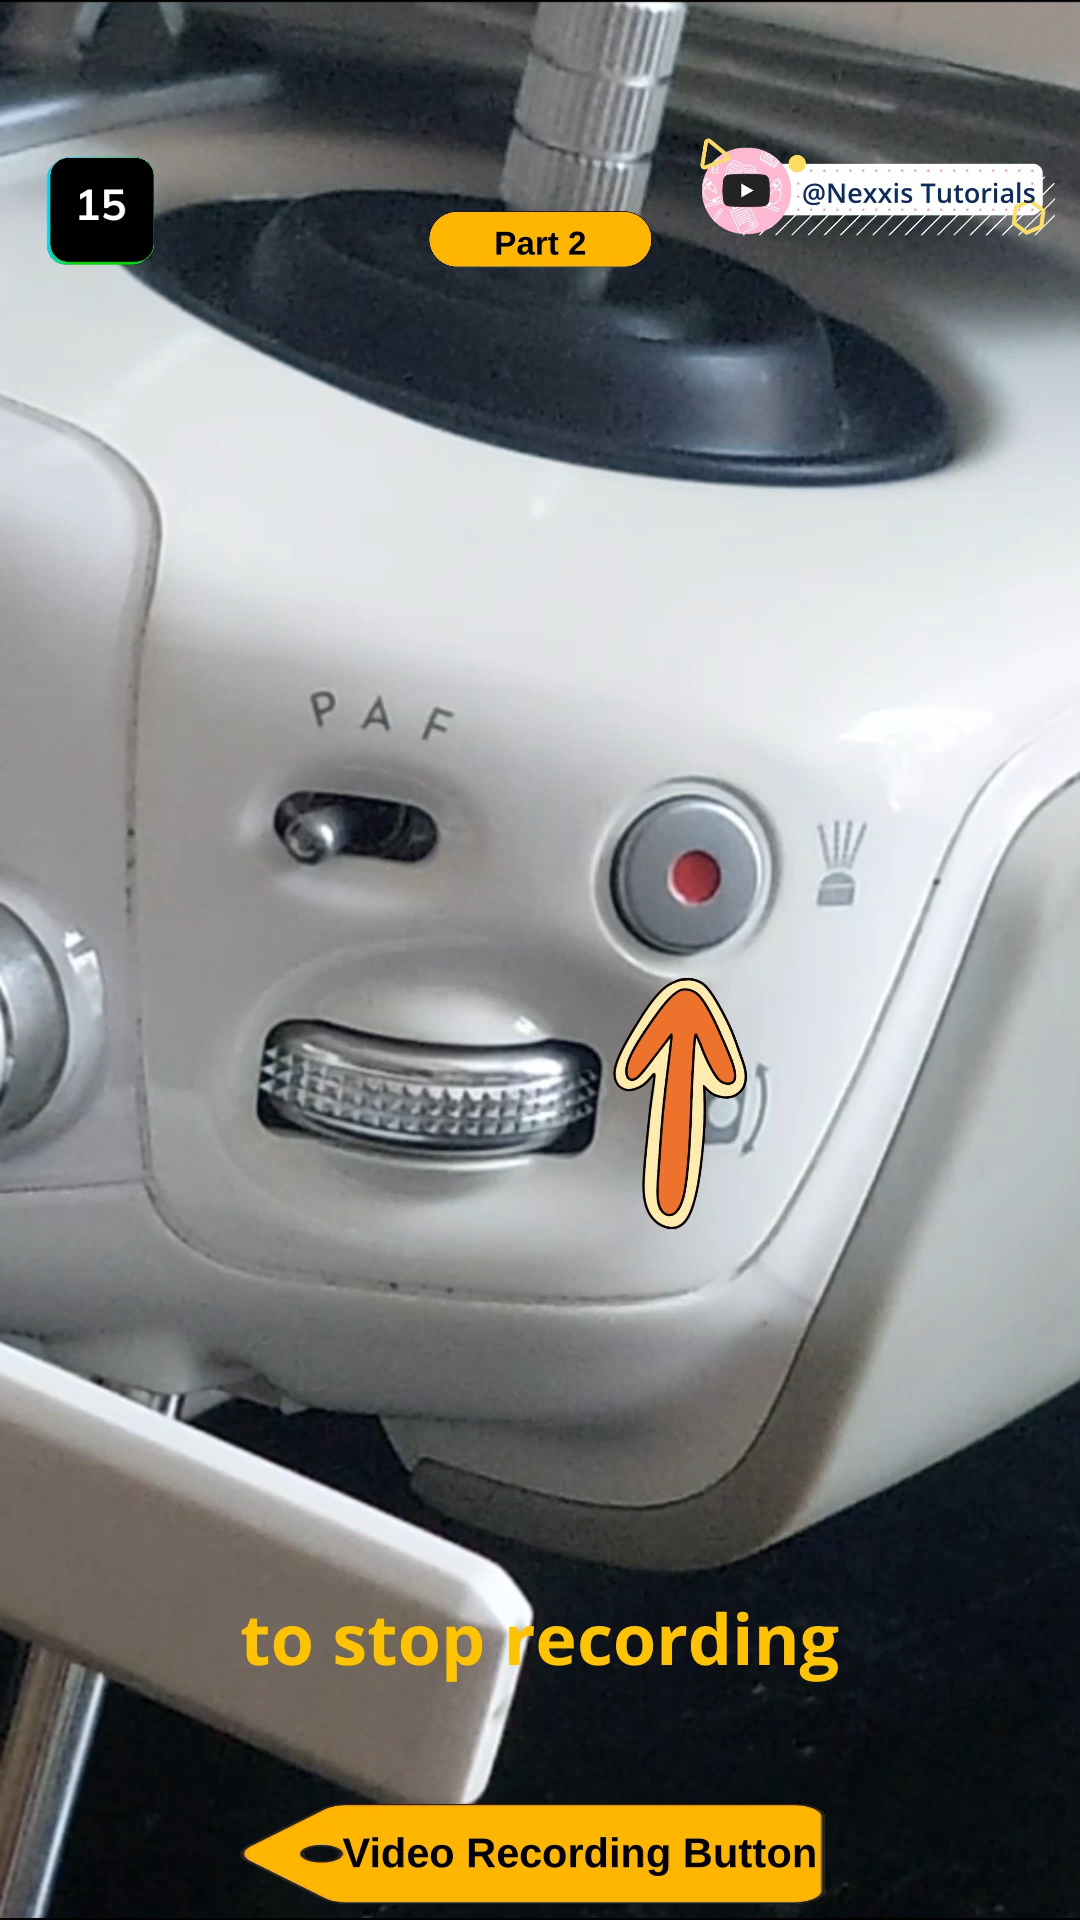 15
@Nexxis Tutorials
Part 2
P A F
to stop recording
Video Recording Button